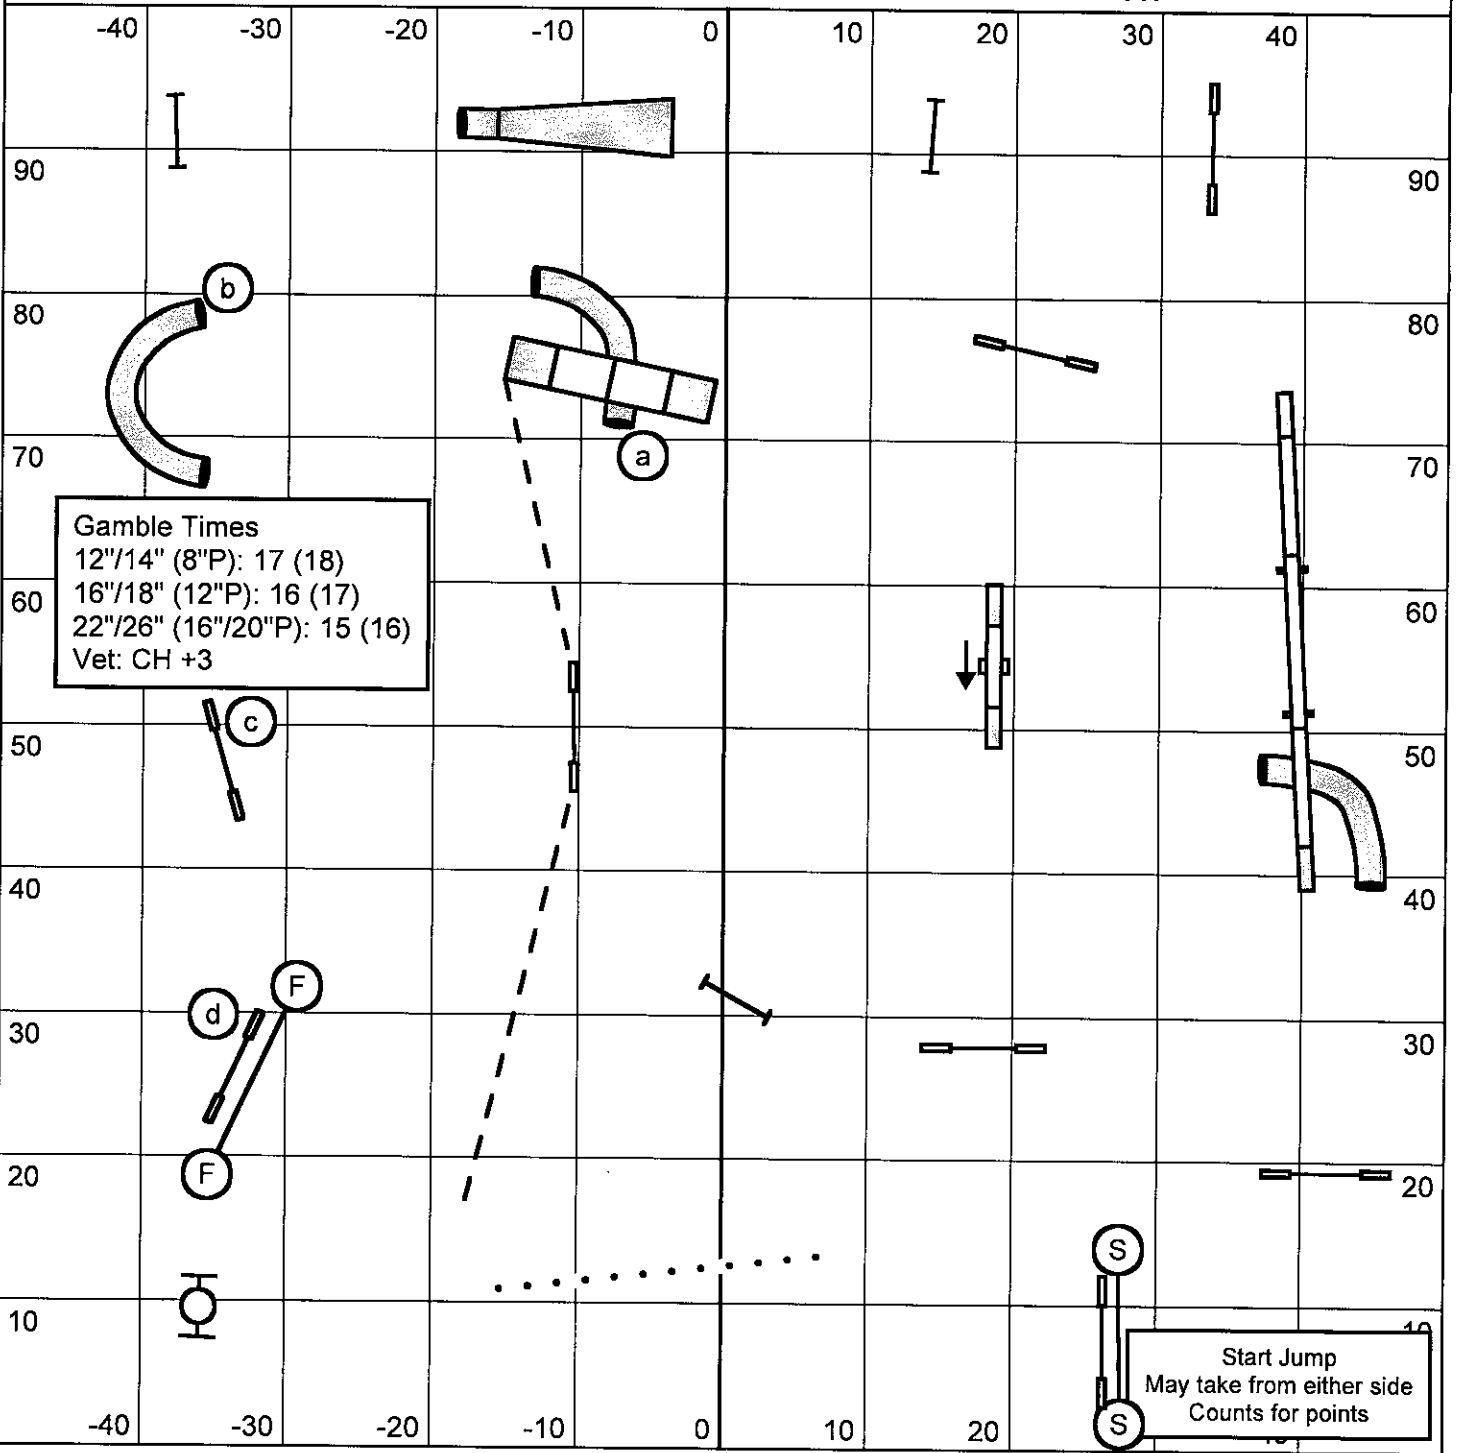 -40 -30 -20 -10 0 10 20 30 40
90 90
b
80 80
a
70 70
Gamble Times
12"/14" (8"P): 17 (18)
16"/18" (12"P): 16 (17)
22"/26" (16"/20"P): 15 (16)
Vet: CH +3
60 60
c
50 50
40 40
F
d
30 30
F
20 20
S
10
Start Jump
May take from either side
Counts for points
S
-40 -30 -20 -10 0 10 20